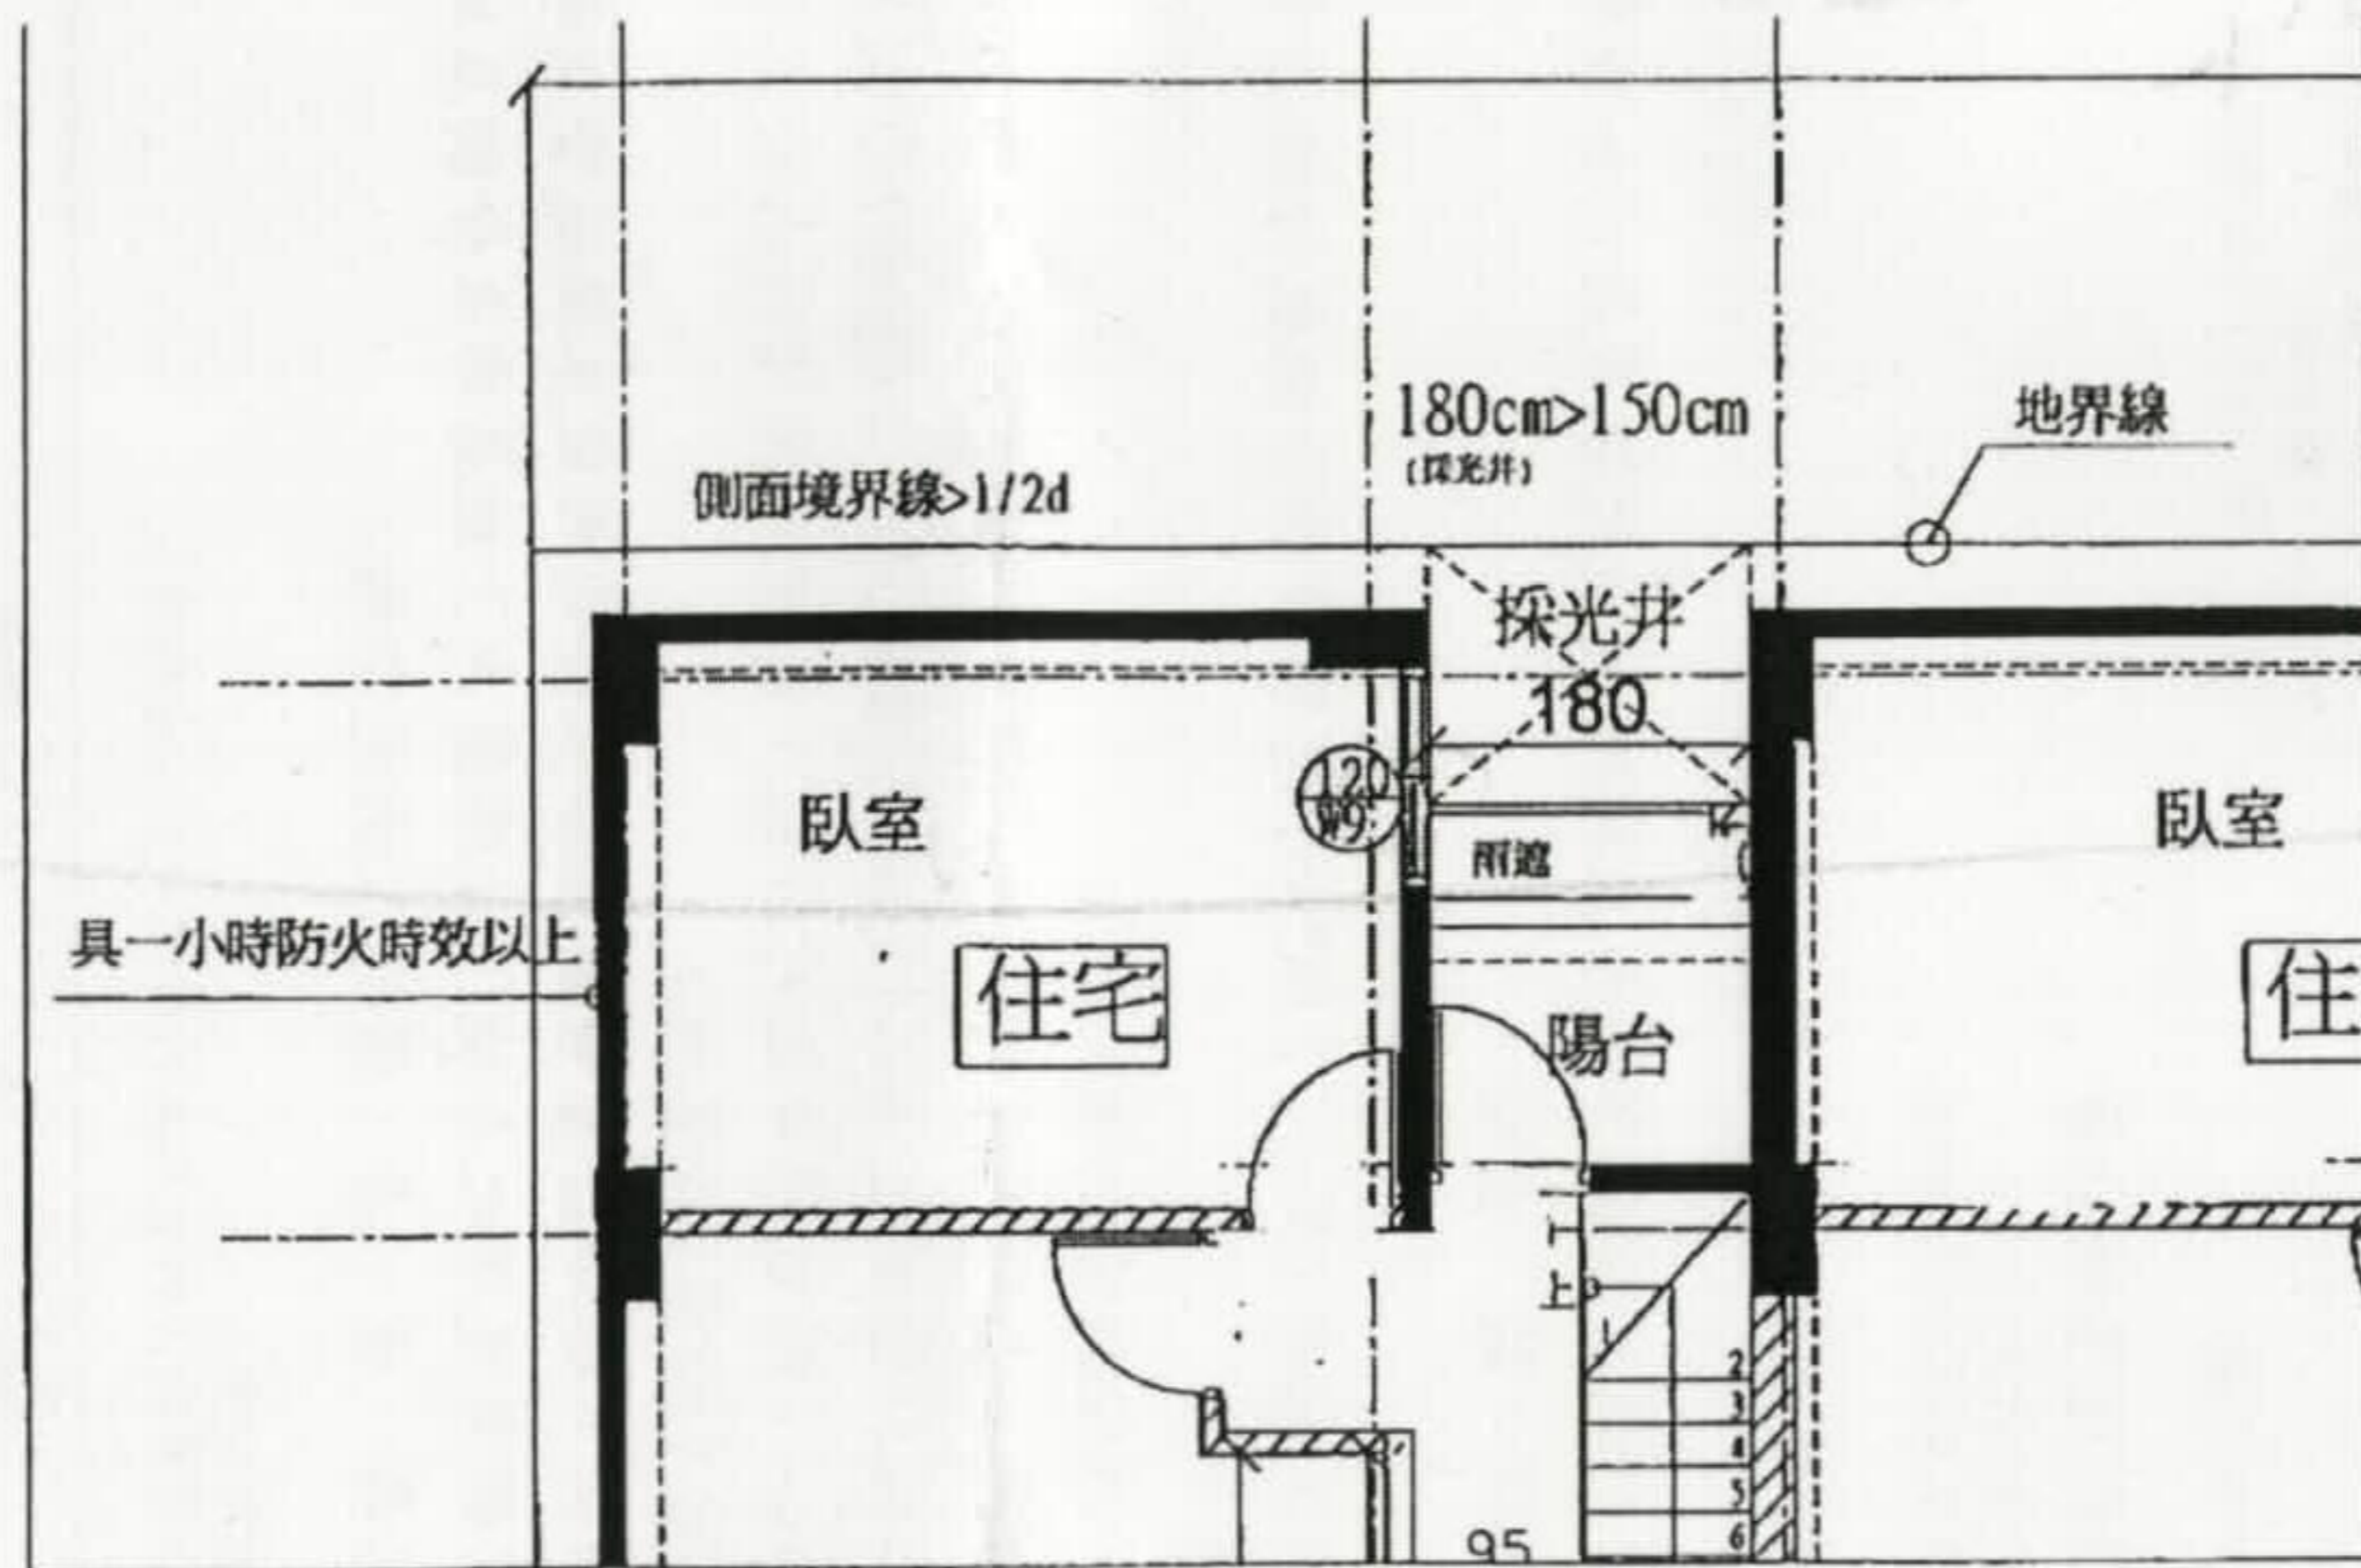 180cm>150cm
(採光井)
地界線
側面境界線>1/2d
採光井
180
120
W9
臥室
雨遮
臥室
具一小時防火時效以上
住宅
住
陽台
上
1
2
3
4
5
6
95